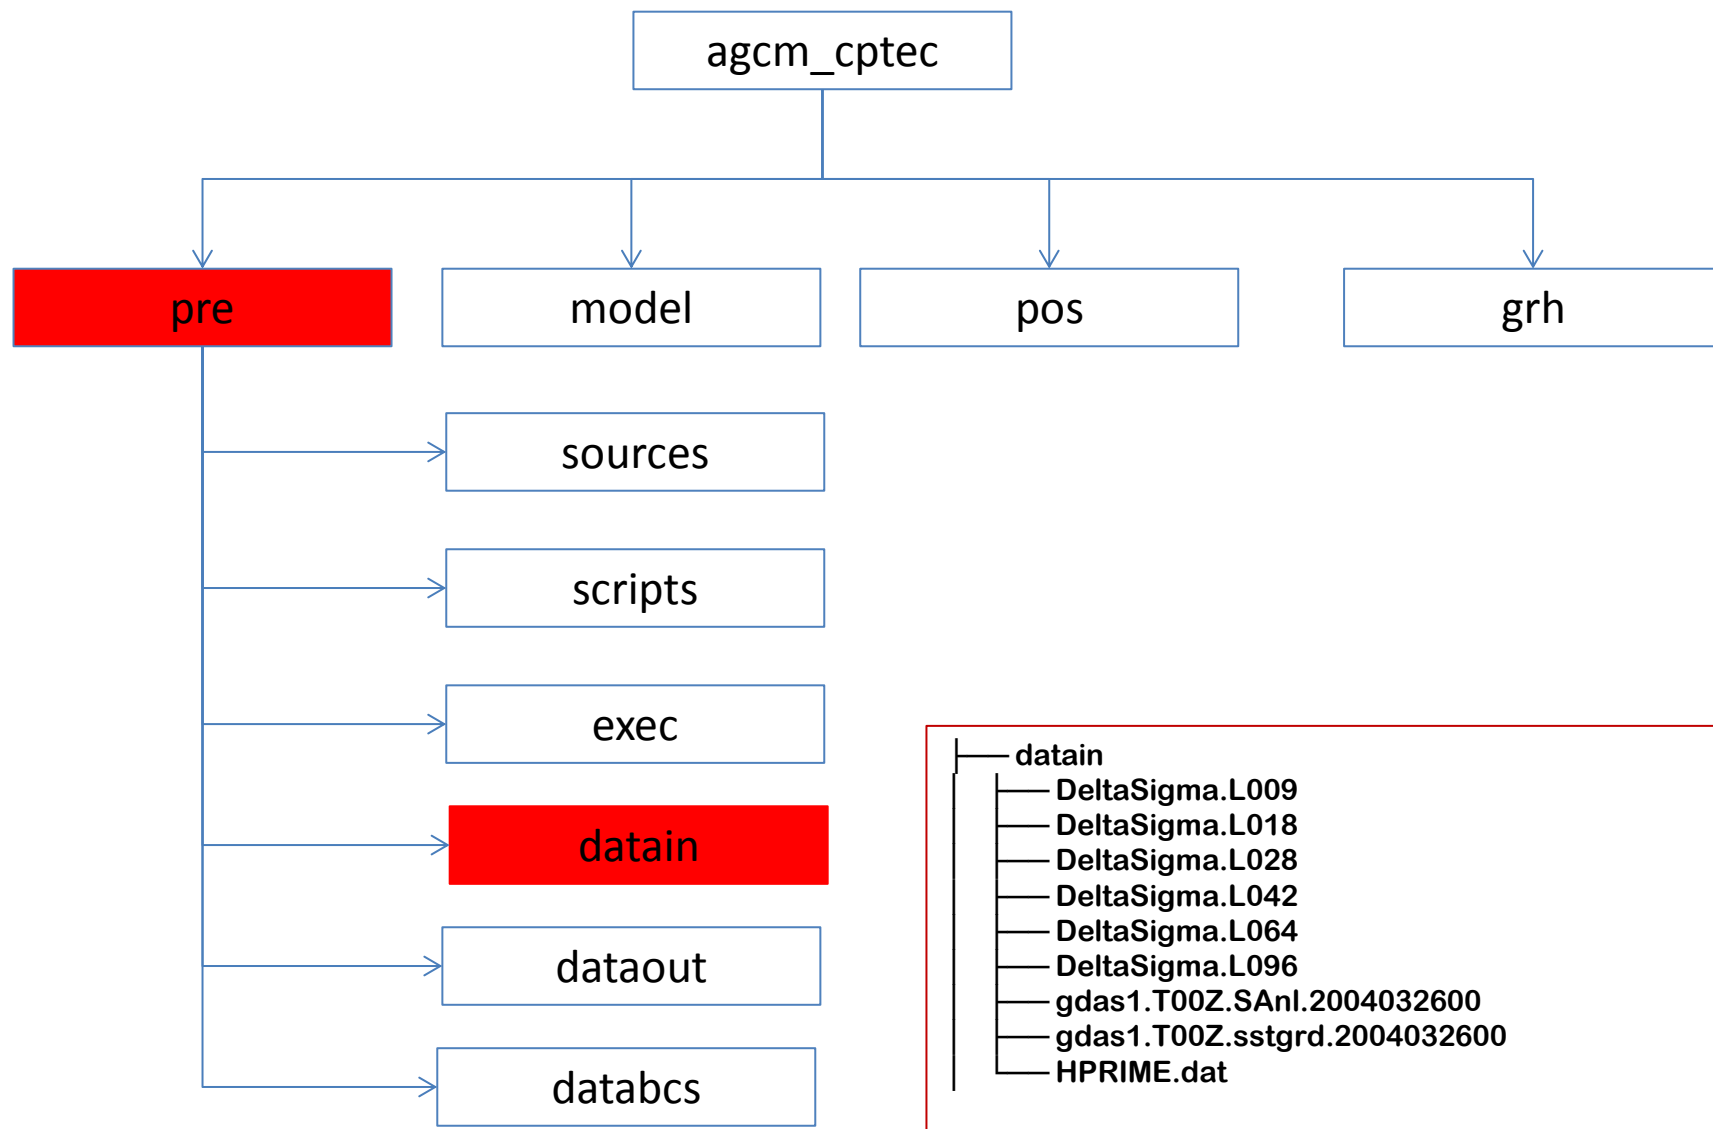 agcm_cptec
pre
model
pos
grh
sources
scripts
exec
datain
dataout
databcs
datain
DeltaSigma.L009
DeltaSigma.L018
DeltaSigma.L028
DeltaSigma.L042
DeltaSigma.L064
DeltaSigma.L096
gdas1.T00Z.SAnl.2004032600
gdas1.T00Z.sstgrd.2004032600
HPRIME.dat